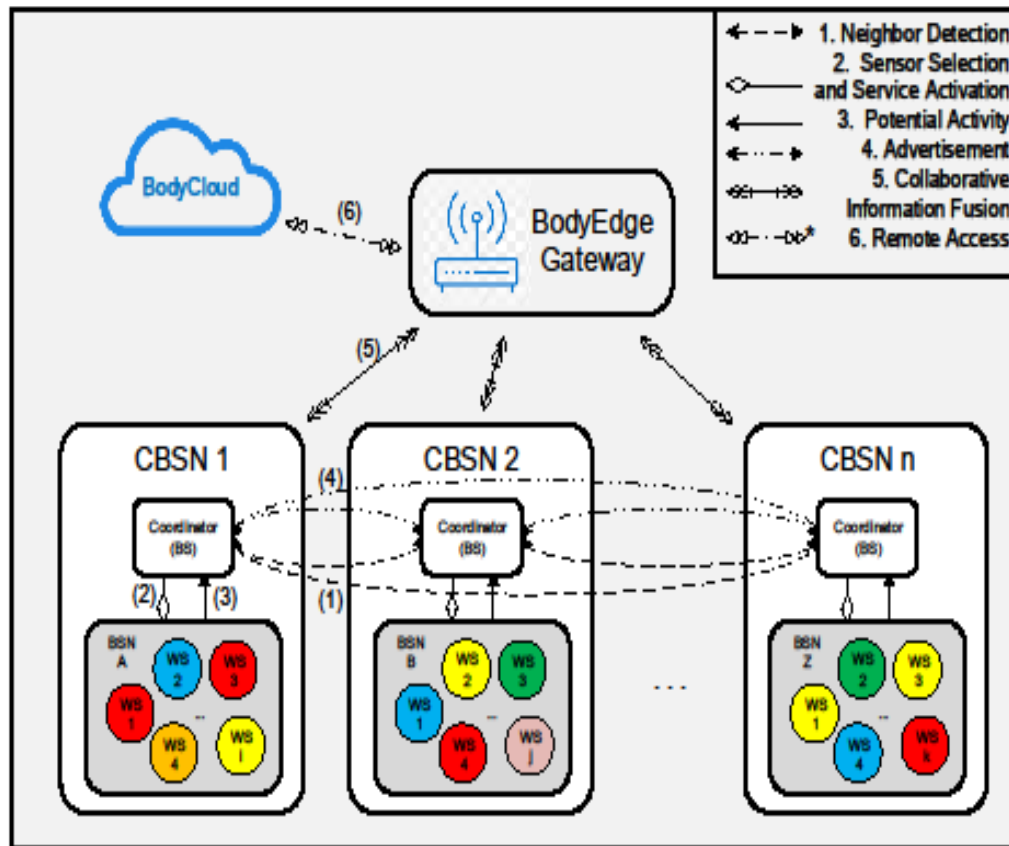 1. Neighbor Detection
2. Sensor Selection
and Service Activation
3. Potential Activity
4. Advertisement
5. Collaborative
Information Fusion
* 6. Remote Access
BodyCloud
(6)
BodyEdge
Gateway
(5)
CBSN 1
CBSN 2
CBSN n
(4)
Coordinator
(BS)
Coordinator
(BS)
Coordinator
(BS)
(2)
(3)
(1)
BSN
A
WS
2
WS
3
WS
1
...
WS
4
WS
i
BSN
B
WS
2
WS
3
WS
1
...
WS
4
WS
j
. . .
BSN
Z
WS
2
WS
3
WS
1
...
WS
4
WS
k